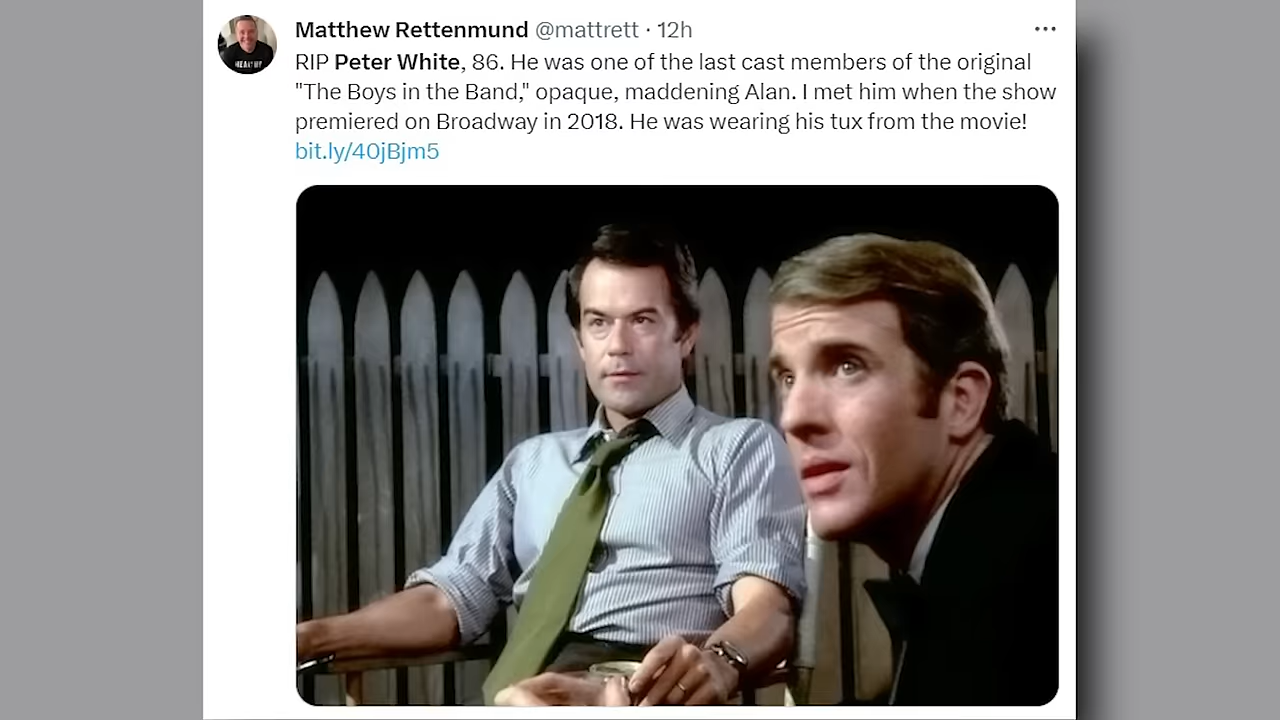 Matthew Rettenmund @mattrett · 12h
RIP Peter White, 86. He was one of the last cast members of the original
"The Boys in the Band," opaque, maddening Alan. I met him when the show
premiered on Broadway in 2018. He was wearing his tux from the movie!
bit.ly/40jBjm5